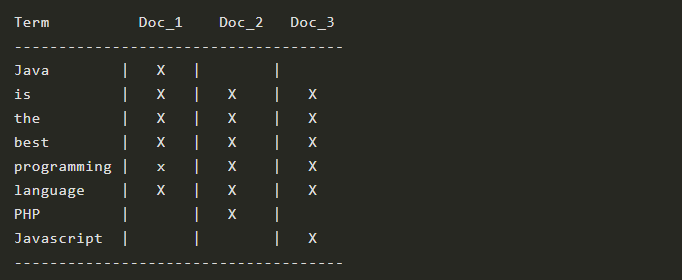 Term          Doc_1    Doc_2   Doc_3
-------------------------------------
Java        |   X   |        |
is          |   X   |   X    |   X
the         |   X   |   X    |   X
best        |   X   |   X    |   X
programming |   x   |   X    |   X
language    |   X   |   X    |   X
PHP         |       |   X    |
Javascript  |       |        |   X
-------------------------------------